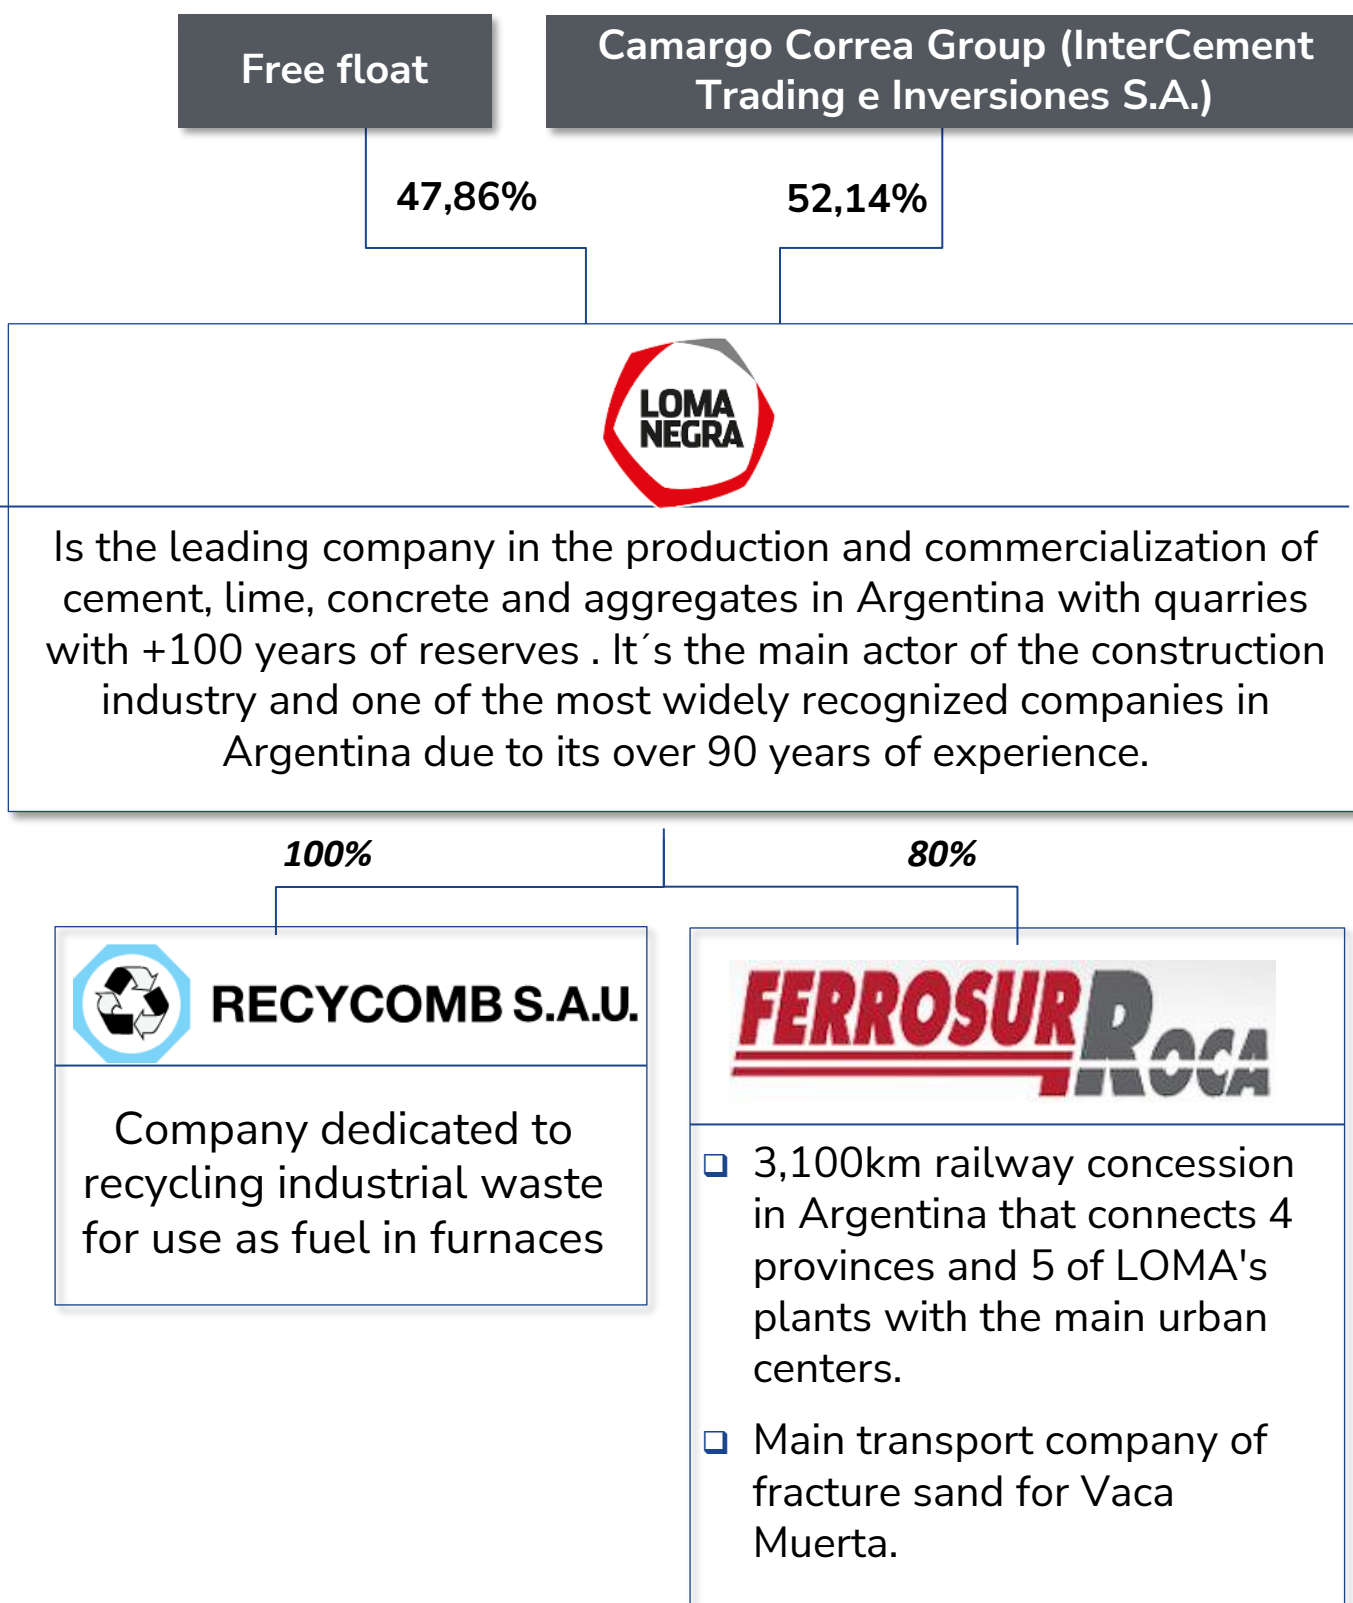 Free float
Camargo Correa Group (InterCement
Trading e Inversiones S.A.)
47,86%
52,14%
LOMA
NEGRA
Is the leading company in the production and commercialization of
cement, lime, concrete and aggregates in Argentina with quarries
with +100 years of reserves . It´s the main actor of the construction
industry and one of the most widely recognized companies in
Argentina due to its over 90 years of experience.
100%
80%
RECYCOMB S.A.U.
Company dedicated to
recycling industrial waste
for use as fuel in furnaces
FERROSUR ROCA
❑ 3,100km railway concession
in Argentina that connects 4
provinces and 5 of LOMA's
plants with the main urban
centers.
❑ Main transport company of
fracture sand for Vaca
Muerta.